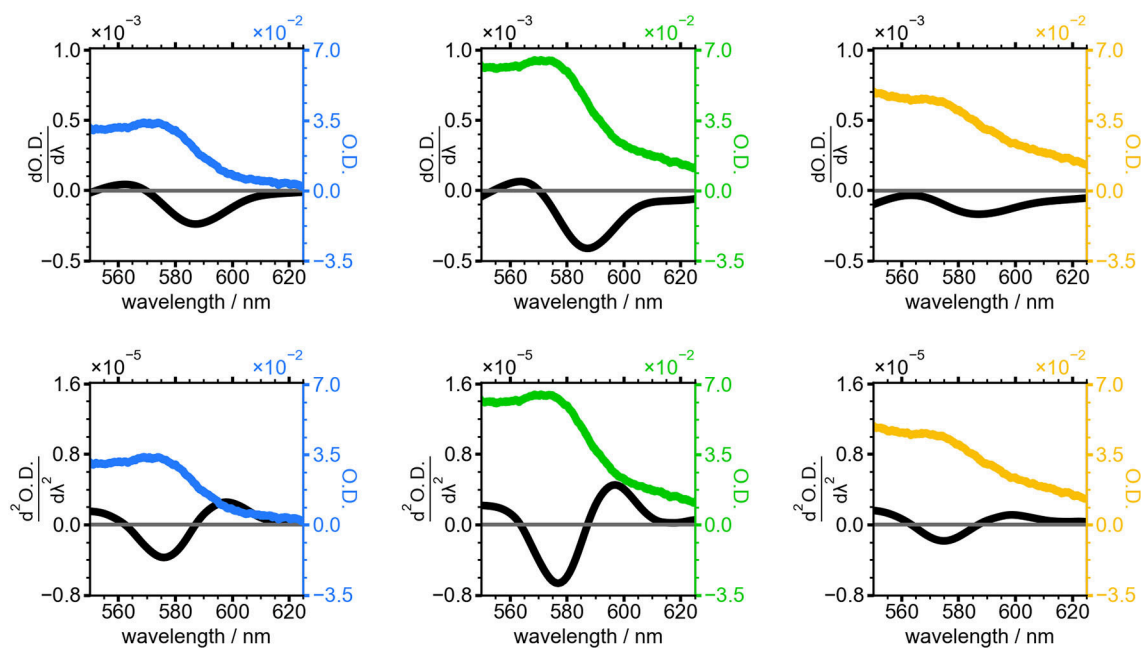 ×10⁻³ ×10⁻² ×10⁻³ ×10⁻² ×10⁻³ ×10⁻²
1.0 7.0 1.0 7.0 1.0 7.0
0.5 3.5 0.5 3.5 0.5 3.5
dO.D. O.D. dO.D. O.D. dO.D. O.D.
dλ dλ dλ
0.0 0.0 0.0 0.0 0.0 0.0
−0.5 −3.5 −0.5 −3.5 −0.5 −3.5
560 580 600 620 560 580 600 620 560 580 600 620
wavelength / nm wavelength / nm wavelength / nm
×10⁻⁵ ×10⁻² ×10⁻⁵ ×10⁻² ×10⁻⁵ ×10⁻²
1.6 7.0 1.6 7.0 1.6 7.0
0.8 3.5 0.8 3.5 0.8 3.5
d²O.D. O.D. d²O.D. O.D. d²O.D. O.D.
dλ² dλ² dλ²
0.0 0.0 0.0 0.0 0.0 0.0
−0.8 −3.5 −0.8 −3.5 −0.8 −3.5
560 580 600 620 560 580 600 620 560 580 600 620
wavelength / nm wavelength / nm wavelength / nm